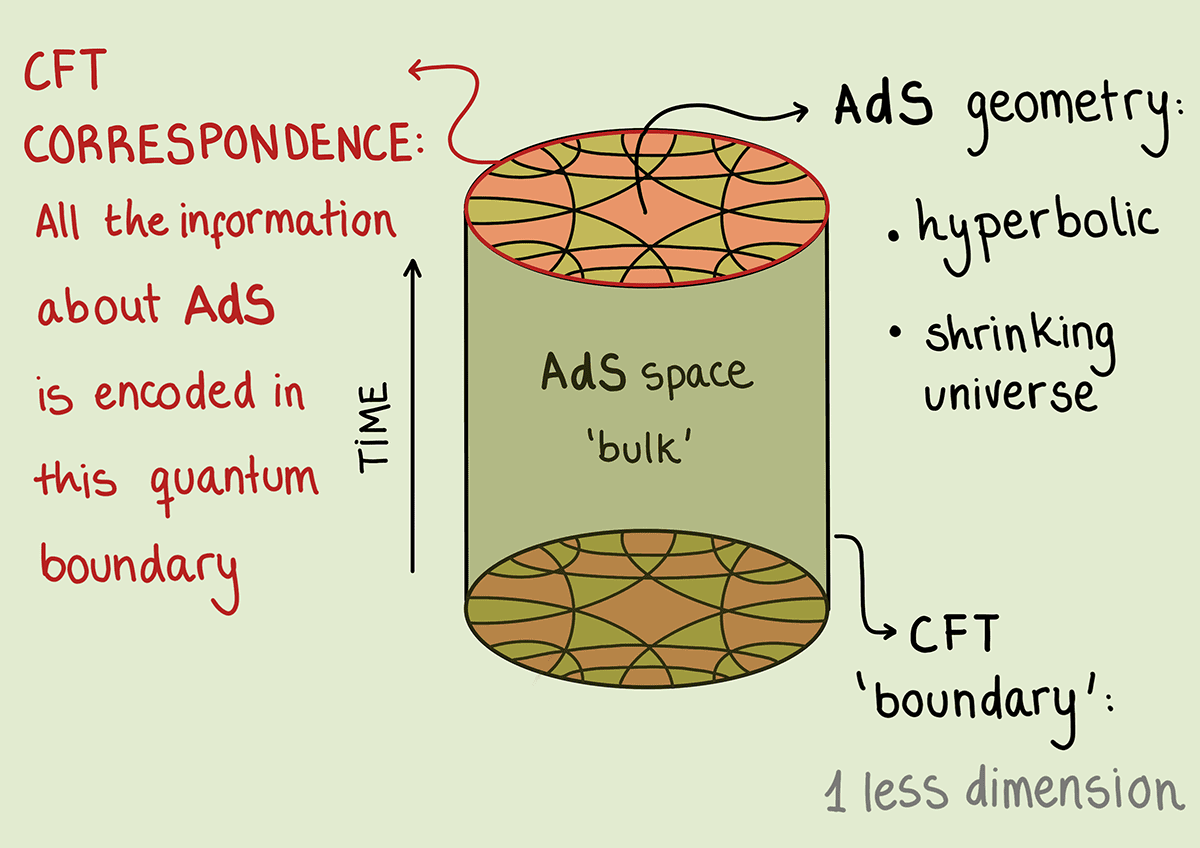 CFT
CORRESPONDENCE:
All the information
about AdS
is encoded in
this quantum
boundary
TIME
AdS space
'bulk'
AdS geometry:
• hyperbolic
• shrinking
universe
CFT
'boundary':
1 less dimension